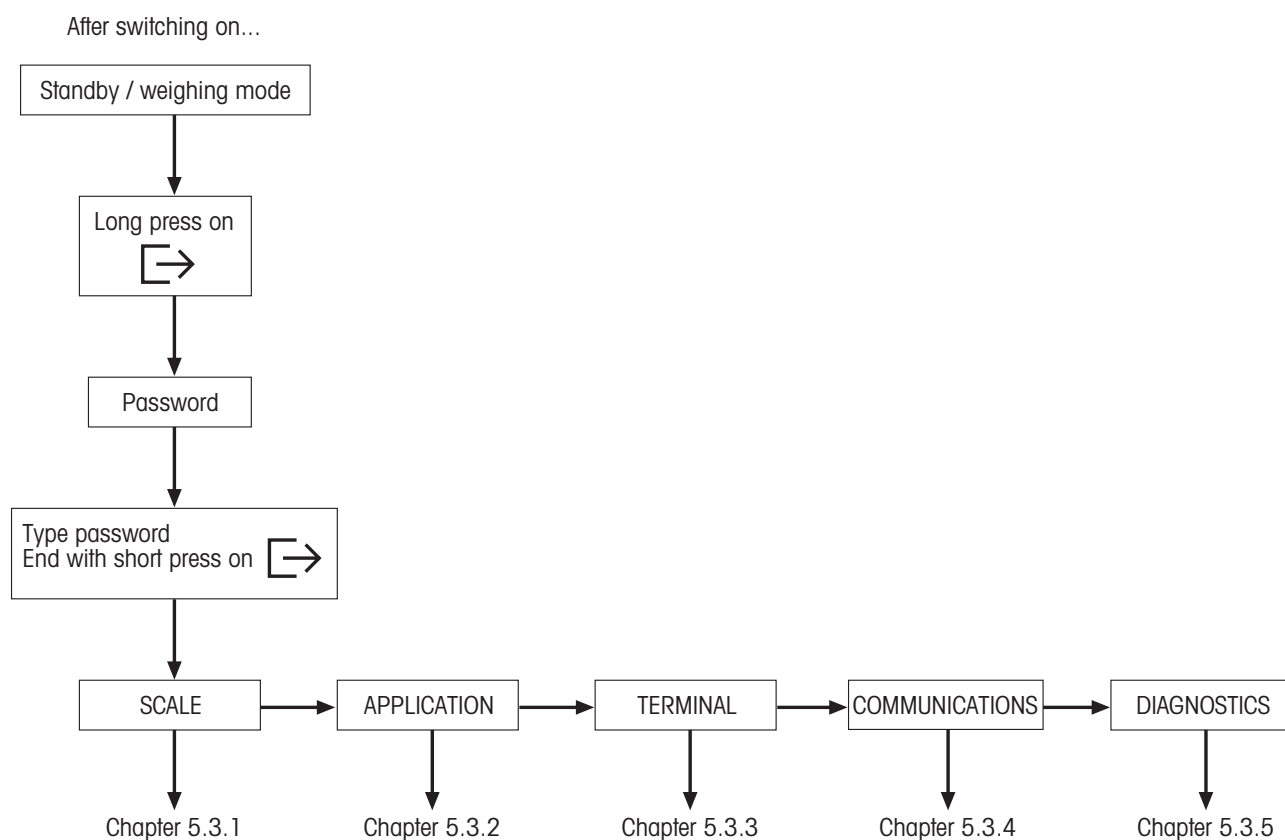 After switching on...
Standby / weighing mode
Long press on
Password
Type password
End with short press on
SCALE
APPLICATION
TERMINAL
COMMUNICATIONS
DIAGNOSTICS
Chapter 5.3.1
Chapter 5.3.2
Chapter 5.3.3
Chapter 5.3.4
Chapter 5.3.5